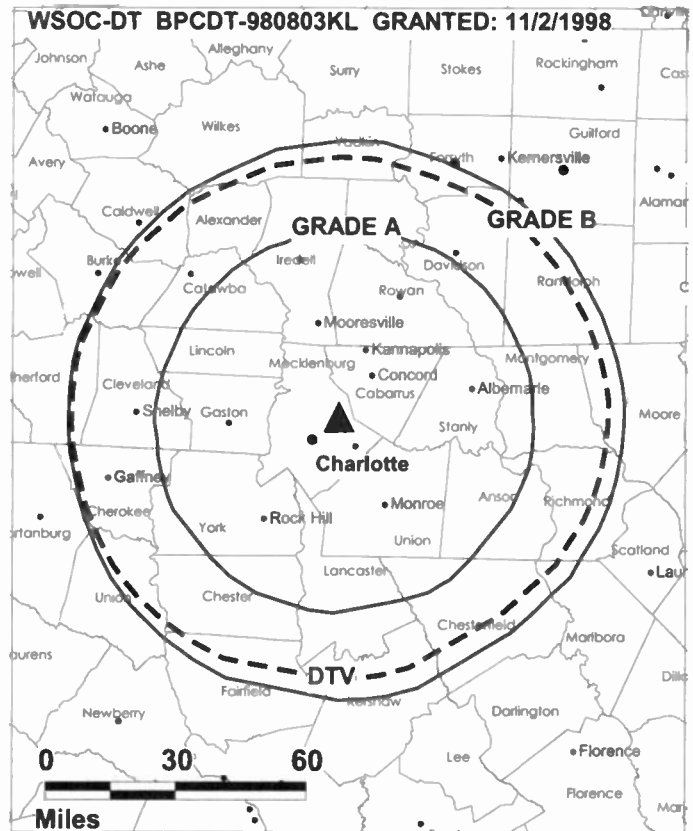 WSOC-DT BPCDT-980803KL GRANTED: 11/2/1998
Alleghany
Johnson
Ashe
Surry
Stokes
Rockingham
Watauga
Boone
Wilkes
Guilford
Yadkin
Forsyth
Kernersville
Avery
Caldwell
Alexander
GRADE A
GRADE B
Burke
Iredell
Davidson
Catawba
Rowan
Randolph
Mooresville
Lincoln
Mecklenburg
Kannapolis
Montgomery
Concord
Cleveland
Cabarrus
Albemarle
Shelby
Gaston
Stanly
Moore
Charlotte
Gaffney
Monroe
Anson
Richmond
Cherokee
York
Rock Hill
Union
Scotland
Lancaster
Lau
Union
Chester
Chesterfield
Marlboro
DTV
Fairfield
Kershaw
Newberry
Darlington
Lee
Florence
Florence
0 30 60
Miles